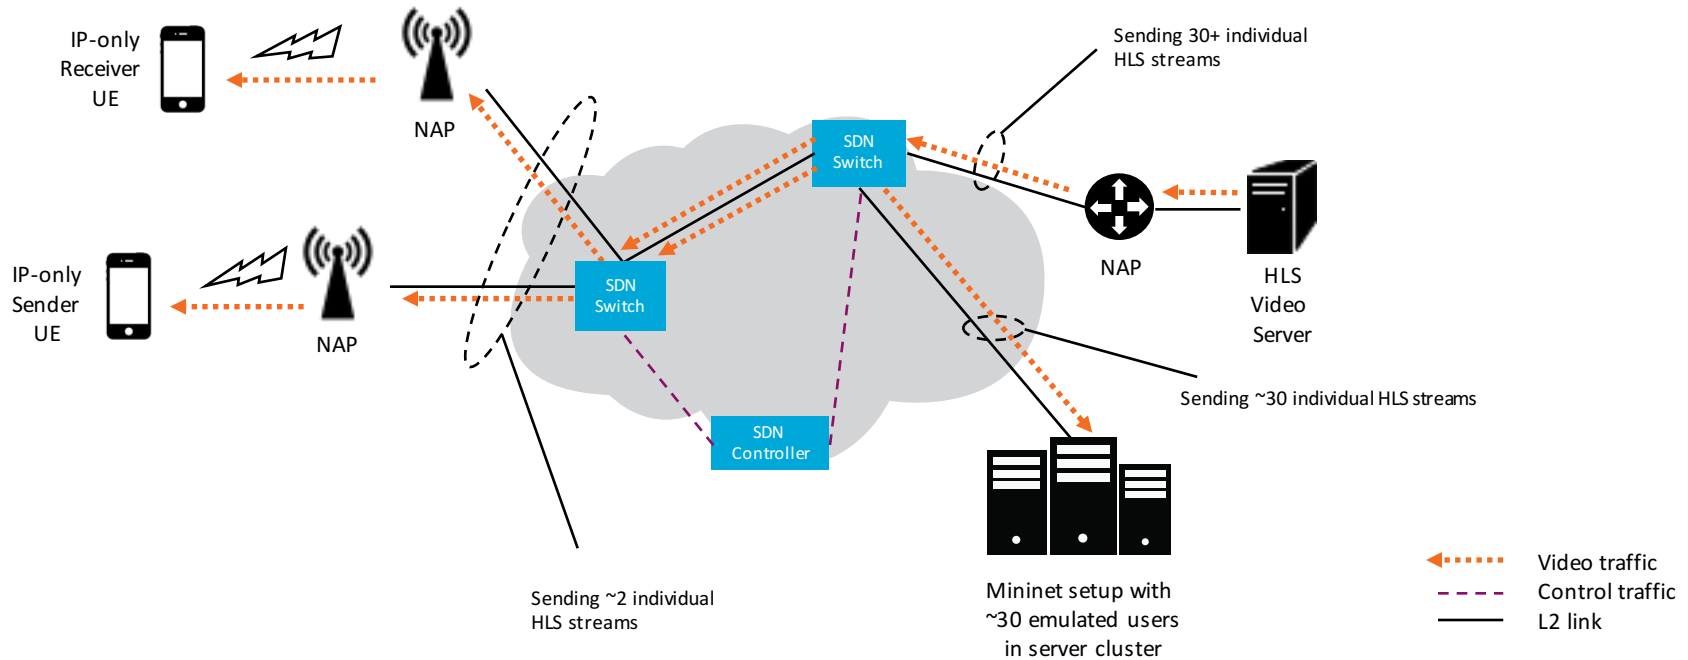 IP-only
Receiver
UE
NAP
Sending 30+ individual
HLS streams
SDN
Switch
NAP
HLS
Video
Server
IP-only
Sender
UE
NAP
SDN
Switch
Sending ~30 individual HLS streams
SDN
Controller
Sending ~2 individual
HLS streams
Mininet setup with
~30 emulated users
in server cluster
Video traffic
Control traffic
L2 link